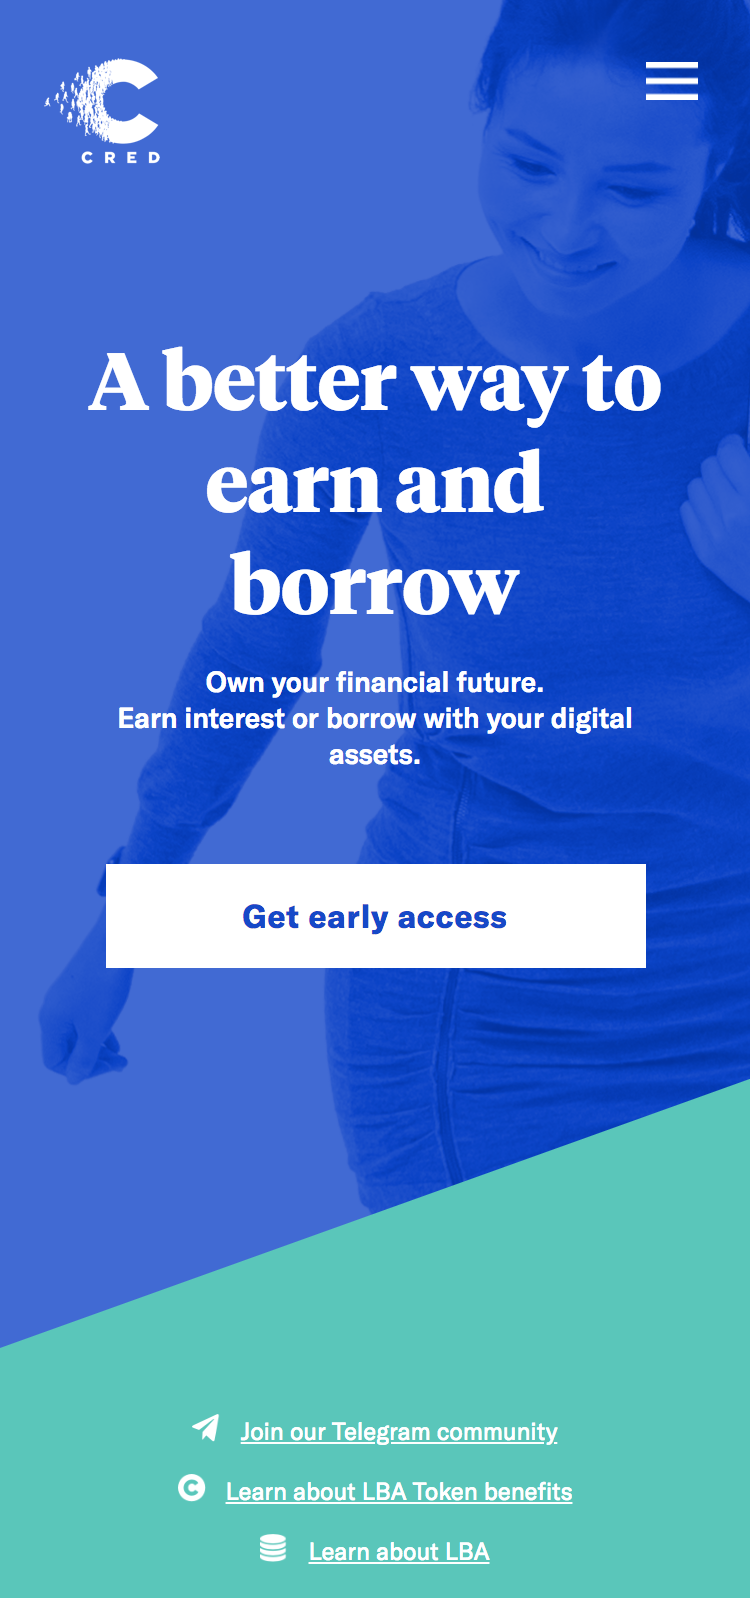 CRED
A better way to
earn and
borrow
Own your financial future.
Earn interest or borrow with your digital
assets.
Get early access
Join our Telegram community
Learn about LBA Token benefits
Learn about LBA